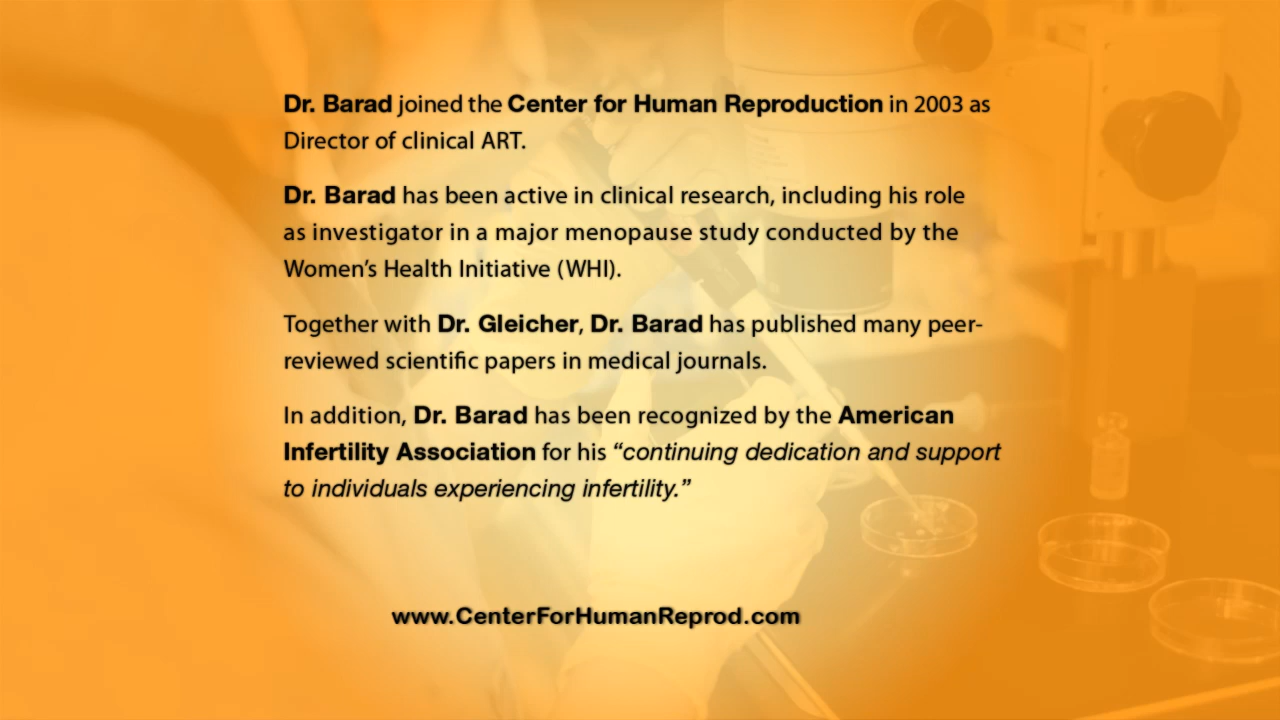 Dr. Barad joined the Center for Human Reproduction in 2003 as
Director of clinical ART.
Dr. Barad has been active in clinical research, including his role
as investigator in a major menopause study conducted by the
Women’s Health Initiative (WHI).
Together with Dr. Gleicher, Dr. Barad has published many peer-
reviewed scientific papers in medical journals.
In addition, Dr. Barad has been recognized by the American
Infertility Association for his “continuing dedication and support
to individuals experiencing infertility.”
www.CenterForHumanReprod.com